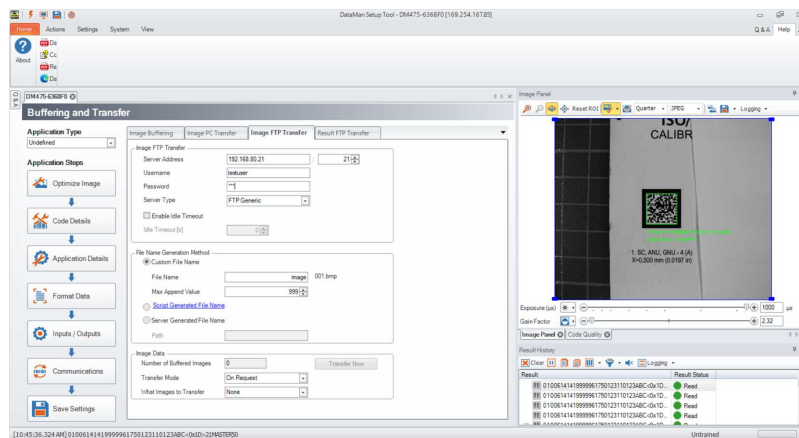 DataMan Setup Tool - DM475-6368F0 [169.254.167.85]
Home Actions Settings System View
Q & A Help
About
De
Cc
Re
De
Q & A
DM475-6368F0
Buffering and Transfer
Application Type
Undefined
Application Steps
Optimize Image
Code Details
Application Details
Format Data
Inputs / Outputs
Communications
Save Settings
Image Buffering Image PC Transfer Image FTP Transfer Result FTP Transfer
Image FTP Transfer
Server Address 192.168.80.21 : 21
Username testuser
Password ***
Server Type FTP Generic
Enable Idle Timeout
Idle Timeout [s] 0
File Name Generation Method
Custom File Name
File Name image 001.bmp
Max Append Value 999
Script Generated File Name
Server Generated File Name
Path
Image Data
Number of Buffered Images 0 Transfer Now
Transfer Mode On Request
What Images to Transfer None
Image Panel
Reset ROI Quarter JPEG Logging
ISO/
CALIBR
1. SC, ANU, GNU - 4 (A)
X=0.500 mm (0.0197 in)
Exposure (µs) 1000 µs
Gain Factor 2.32
Image Panel Code Quality
Result History
Clear Logging
Result Result Status
Read
Read
Read
Untrained